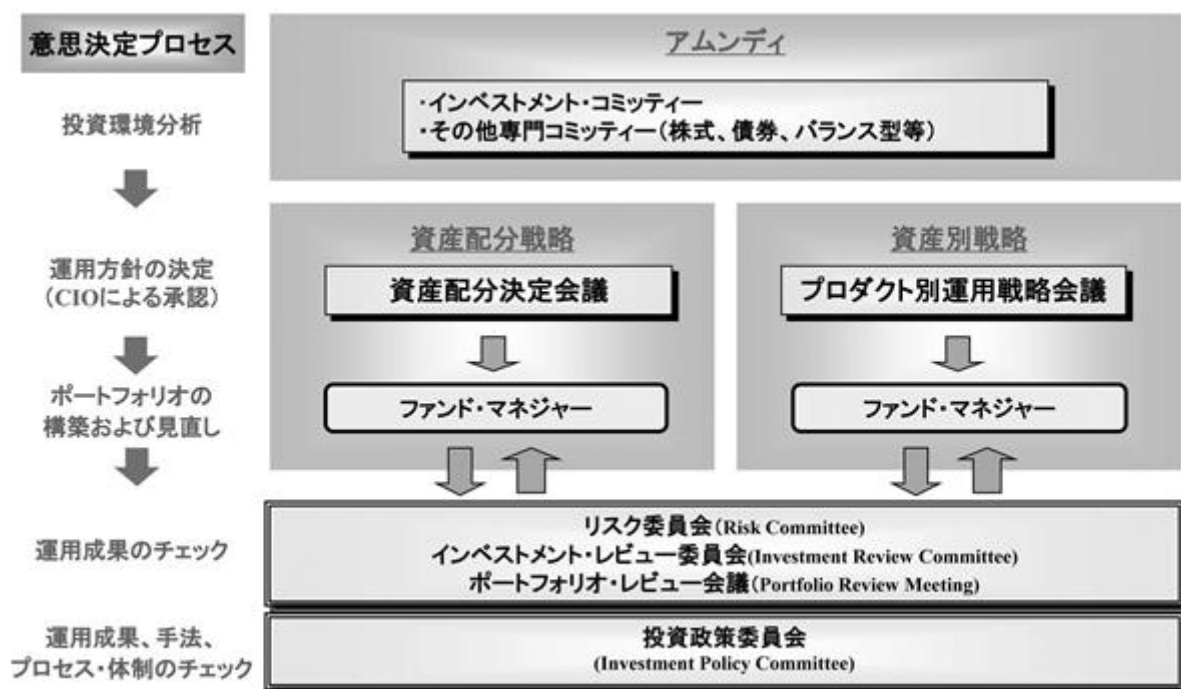 意思決定プロセス
アムンディ
・インベストメント・コミッティー
・その他専門コミッティー（株式、債券、バランス型等）
投資環境分析
資産配分戦略
資産別戦略
運用方針の決定
（CIOによる承認）
資産配分決定会議
プロダクト別運用戦略会議
ポートフォリオの
構築および見直し
ファンド・マネジャー
ファンド・マネジャー
運用成果のチェック
リスク委員会（Risk Committee）
インベストメント・レビュー委員会(Investment Review Committee)
ポートフォリオ・レビュー会議（Portfolio Review Meeting)
運用成果、手法、
プロセス・体制のチェック
投資政策委員会
(Investment Policy Committee)